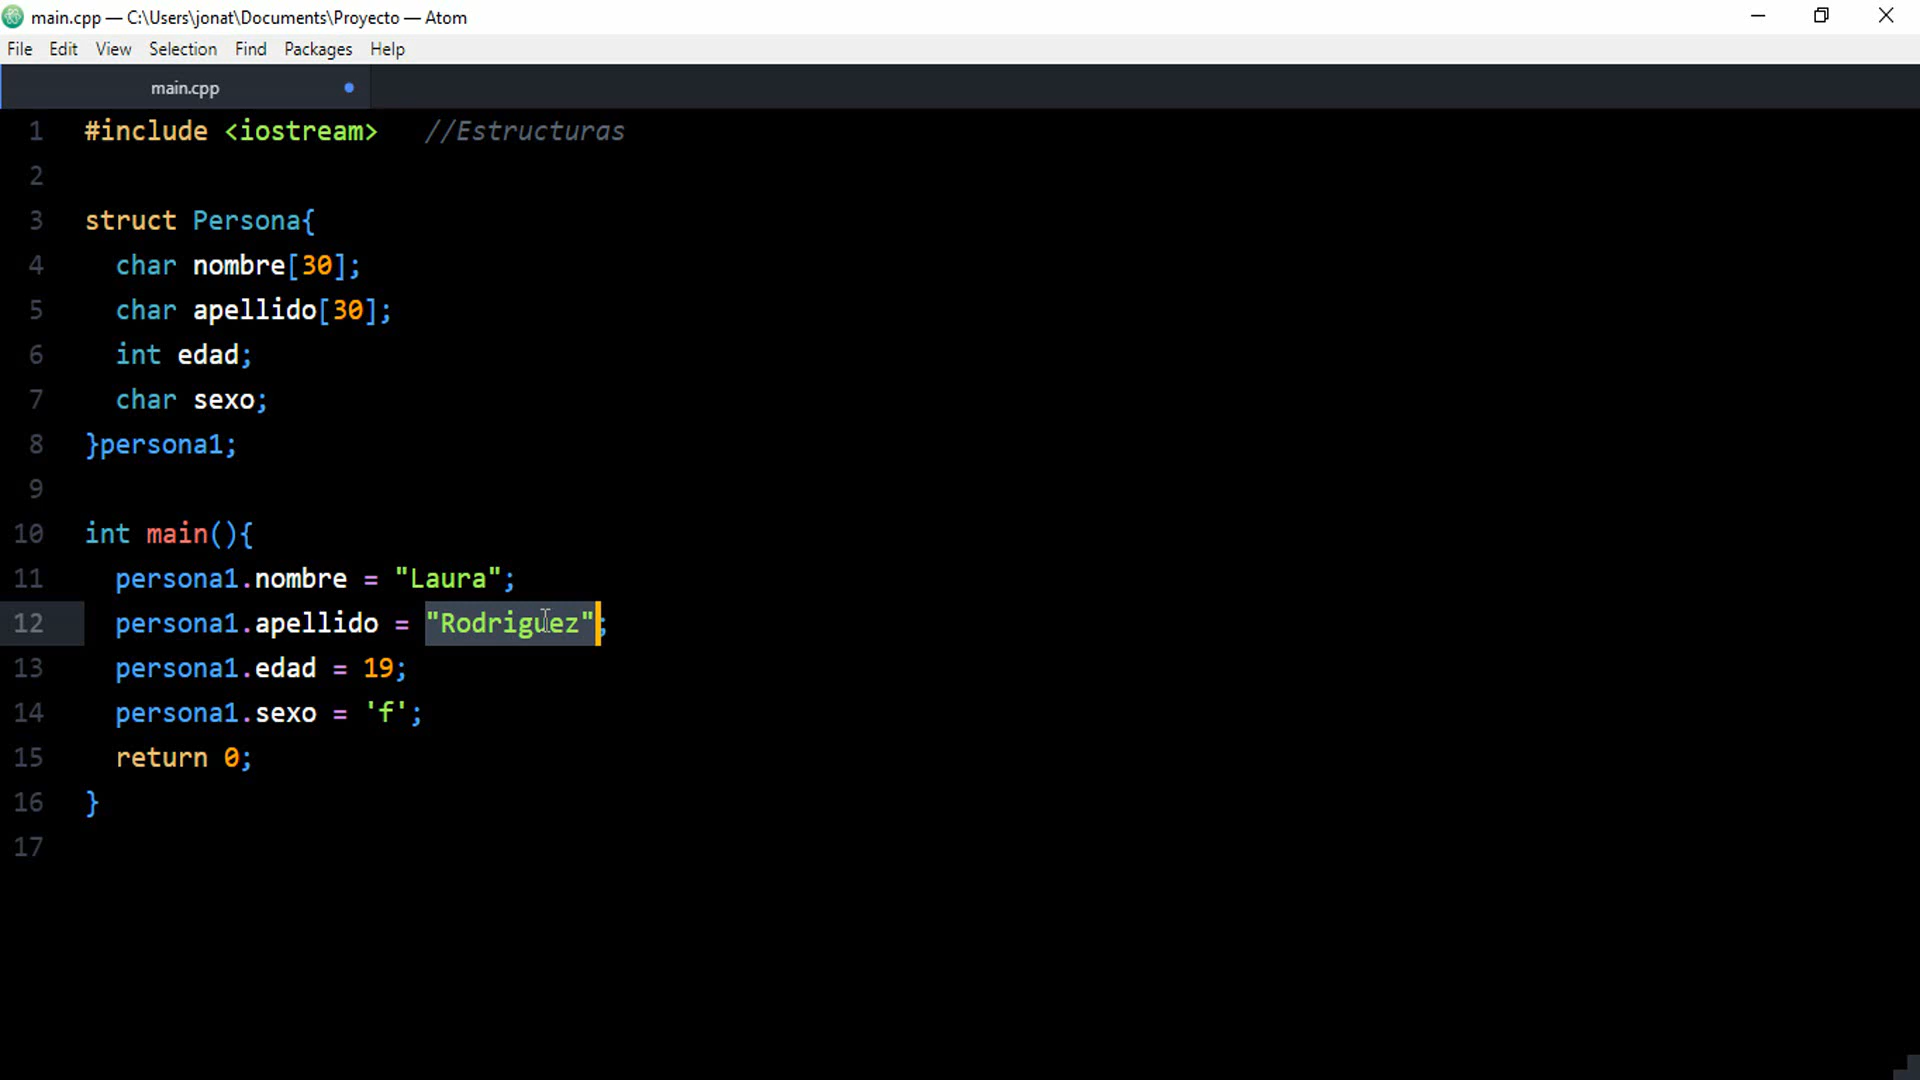 main.cpp — C:\Users\jonat\Documents\Proyecto — Atom
File Edit View Selection Find Packages Help
main.cpp
1 #include <iostream> //Estructuras
2
3 struct Persona{
4 char nombre[30];
5 char apellido[30];
6 int edad;
7 char sexo;
8 }persona1;
9
10 int main(){
11 persona1.nombre = "Laura";
12 persona1.apellido = "Rodriguez";
13 persona1.edad = 19;
14 persona1.sexo = 'f';
15 return 0;
16 }
17